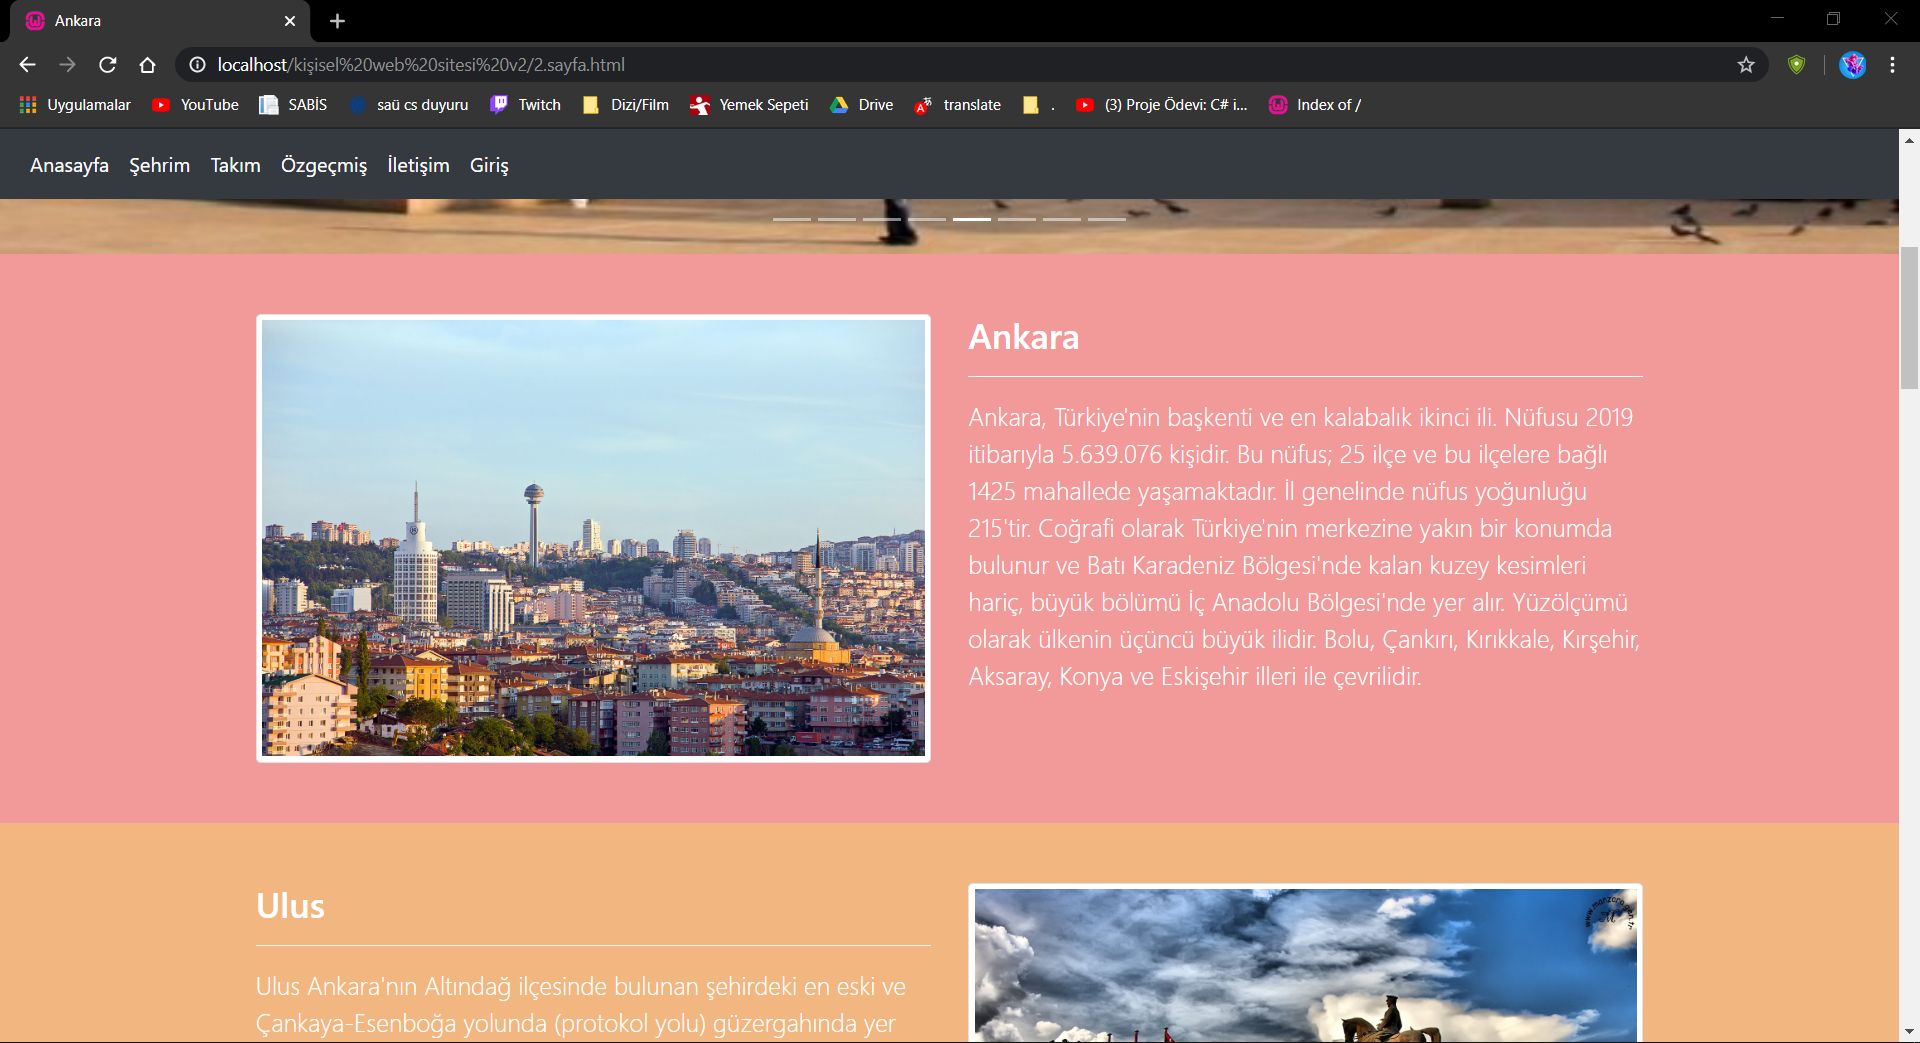 Ankara
localhost/kişisel%20web%20sitesi%20v2/2.sayfa.html
Uygulamalar YouTube SABİS saü cs duyuru Twitch Dizi/Film Yemek Sepeti Drive translate . (3) Proje Ödevi: C# i... Index of /
Anasayfa Şehrim Takım Özgeçmiş İletişim Giriş
Ankara
Ankara, Türkiye'nin başkenti ve en kalabalık ikinci ili. Nüfusu 2019
itibarıyla 5.639.076 kişidir. Bu nüfus; 25 ilçe ve bu ilçelere bağlı
1425 mahallede yaşamaktadır. İl genelinde nüfus yoğunluğu
215'tir. Coğrafi olarak Türkiye'nin merkezine yakın bir konumda
bulunur ve Batı Karadeniz Bölgesi'nde kalan kuzey kesimleri
hariç, büyük bölümü İç Anadolu Bölgesi'nde yer alır. Yüzölçümü
olarak ülkenin üçüncü büyük ilidir. Bolu, Çankırı, Kırıkkale, Kırşehir,
Aksaray, Konya ve Eskişehir illeri ile çevrilidir.
Ulus
Ulus Ankara'nın Altındağ ilçesinde bulunan şehirdeki en eski ve
Çankaya-Esenboğa yolunda (protokol yolu) güzergahında yer